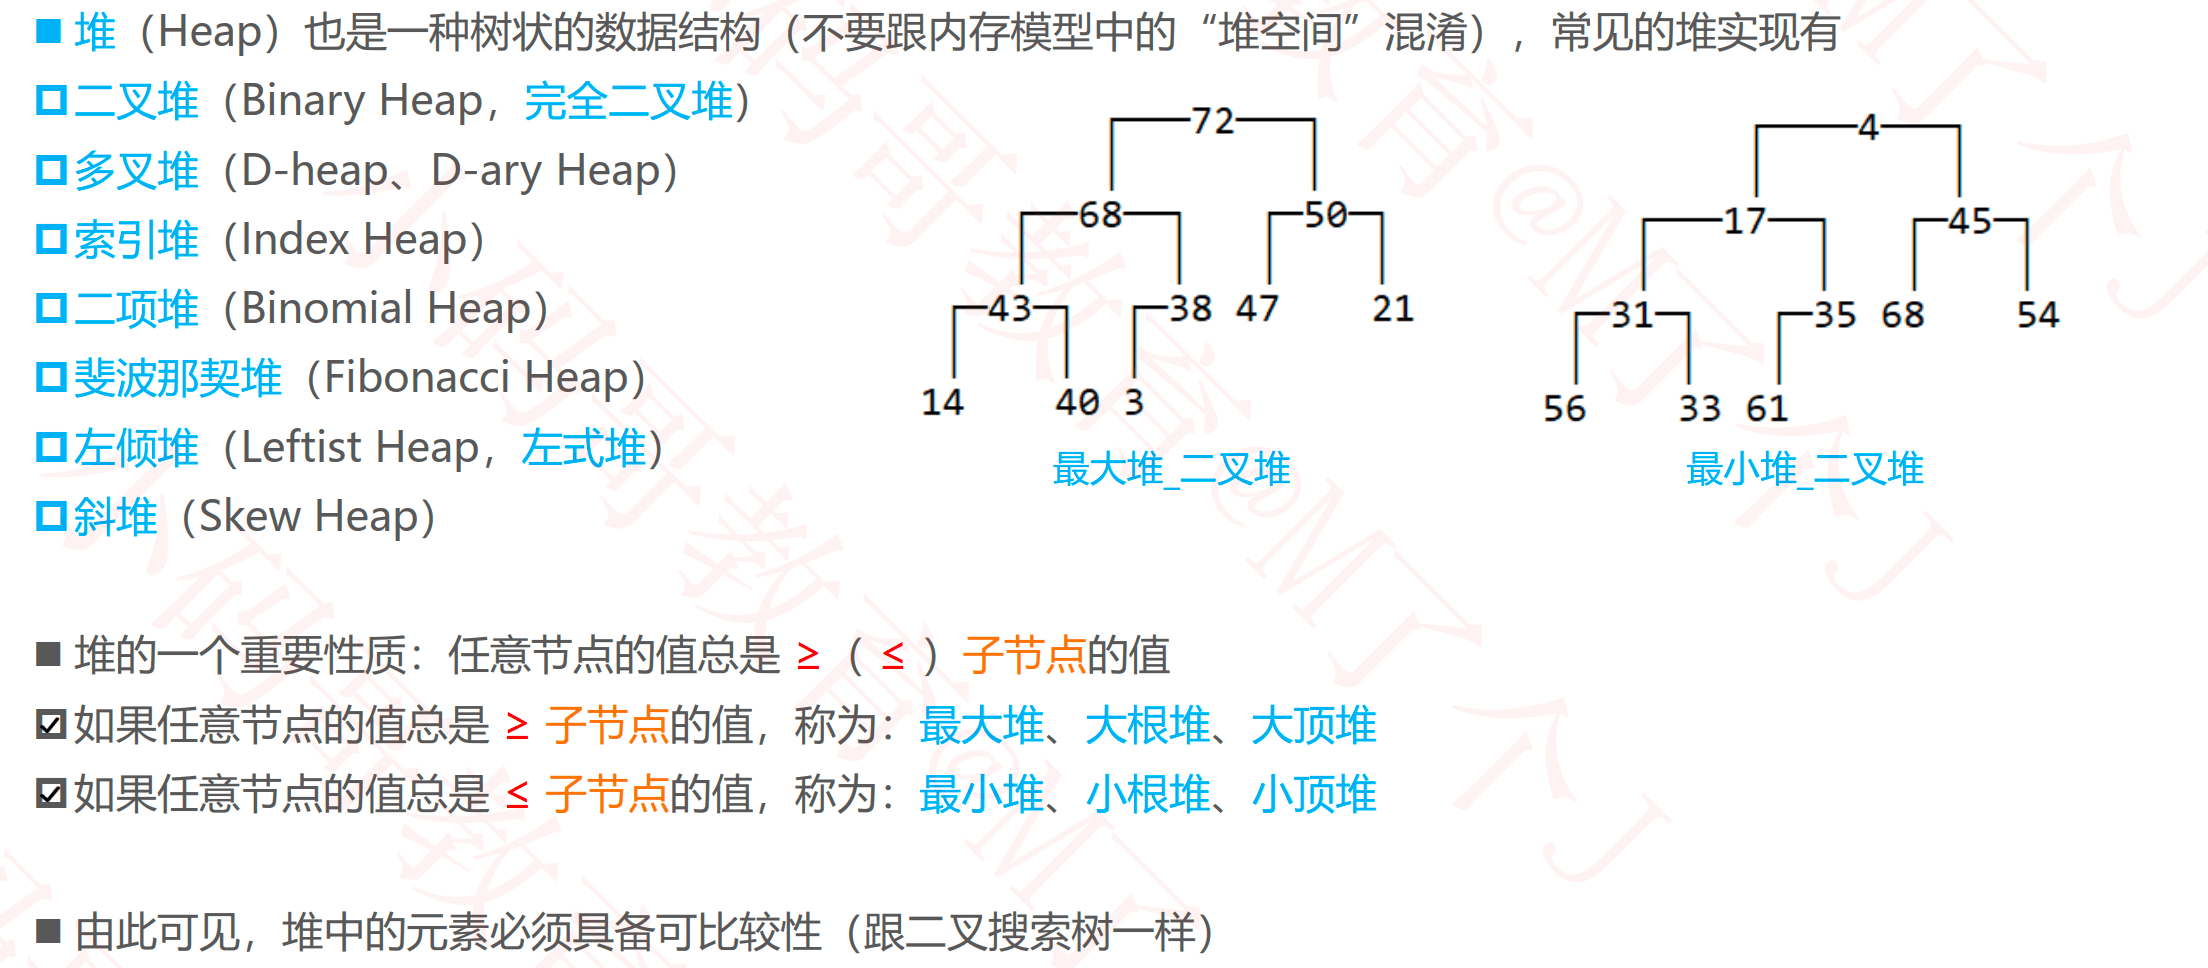 堆（Heap）也是一种树状的数据结构（不要跟内存模型中的“堆空间”混淆），常见的堆实现有
二叉堆（Binary Heap，完全二叉堆）
多叉堆（D-heap、D-ary Heap）
索引堆（Index Heap）
二项堆（Binomial Heap）
斐波那契堆（Fibonacci Heap）
左倾堆（Leftist Heap，左式堆）
斜堆（Skew Heap）
72
68 50
43 38 47 21
14 40 3
最大堆_二叉堆
4
17 45
31 35 68 54
56 33 61
最小堆_二叉堆
堆的一个重要性质：任意节点的值总是 ≥（ ≤ ）子节点的值
如果任意节点的值总是 ≥ 子节点的值，称为：最大堆、大根堆、大顶堆
如果任意节点的值总是 ≤ 子节点的值，称为：最小堆、小根堆、小顶堆
由此可见，堆中的元素必须具备可比较性（跟二叉搜索树一样）
小码哥教育@M了个J